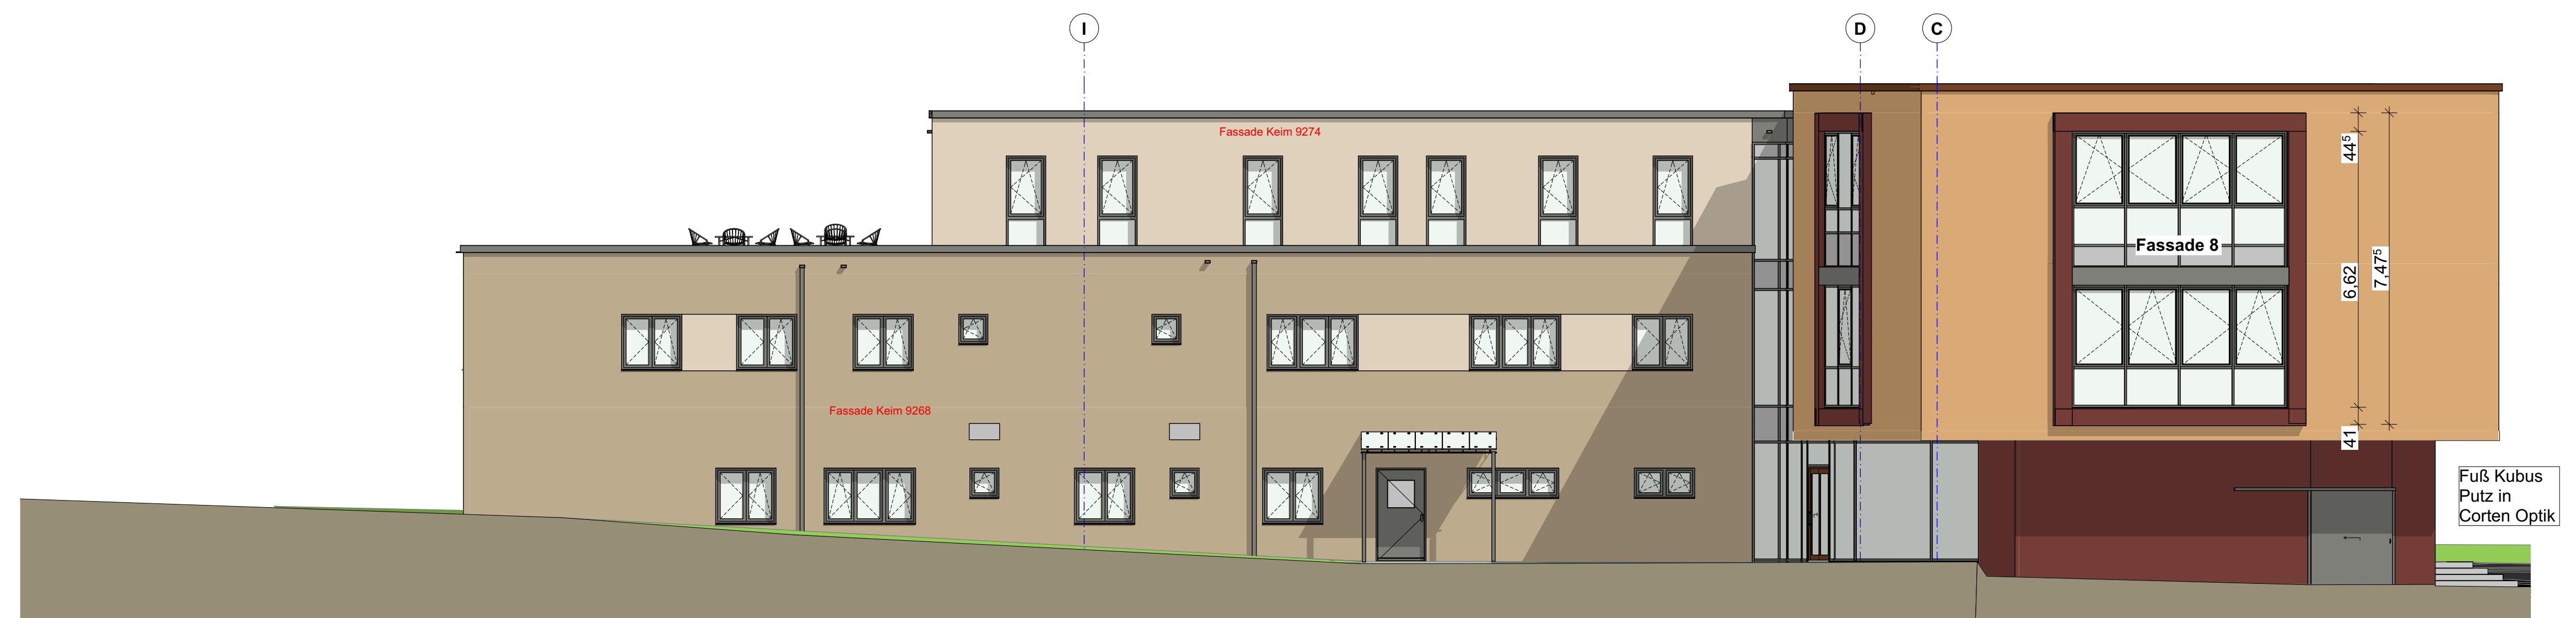 I
D
C
Fassade Keim 9274
44⁵
Fassade 8
6,62
7,47⁵
Fassade Keim 9268
41
Fuß Kubus
Putz in
Corten Optik